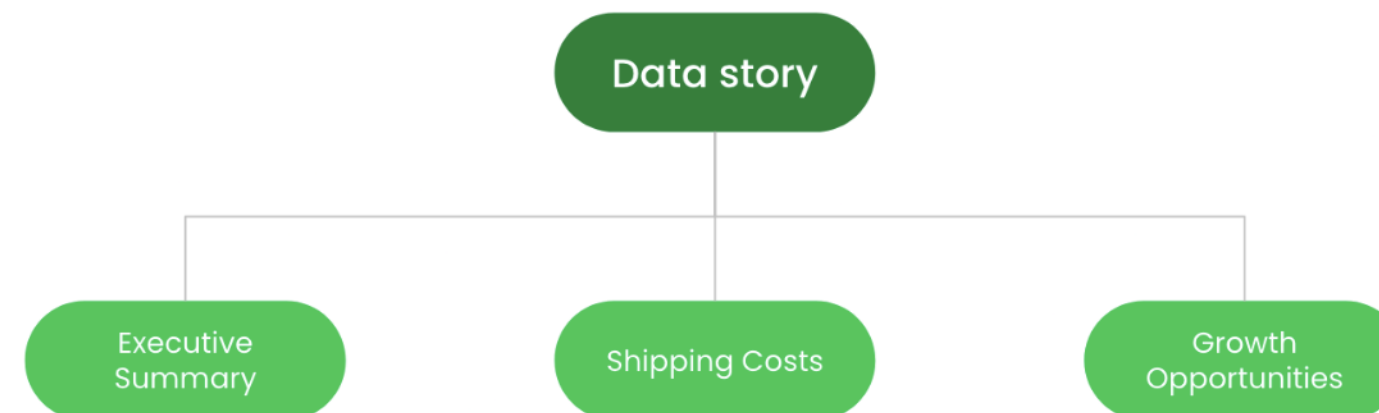 Data story
Executive
Summary
Shipping Costs
Growth
Opportunities